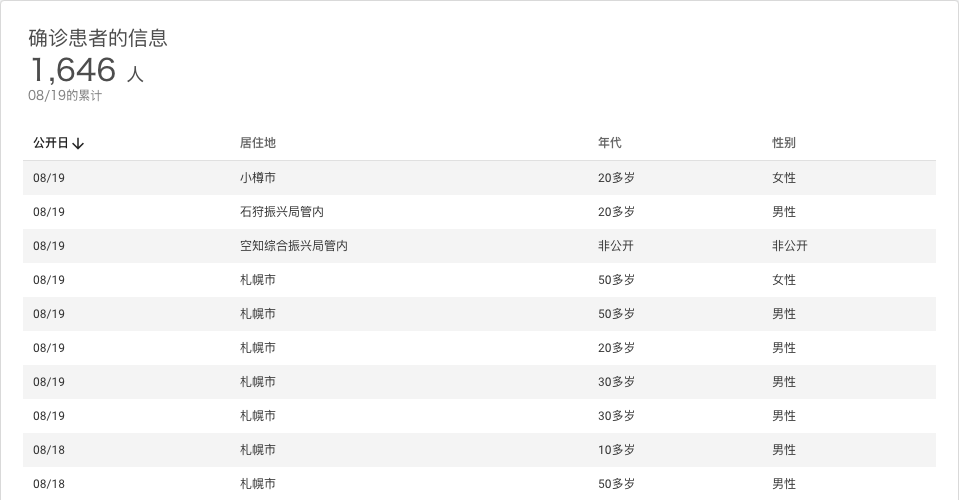 确诊患者的信息
1,646 人
08/19的累计
公开日 居住地 年代 性别
08/19 小樽市 20多岁 女性
08/19 石狩振兴局管内 20多岁 男性
08/19 空知综合振兴局管内 非公开 非公开
08/19 札幌市 50多岁 女性
08/19 札幌市 50多岁 男性
08/19 札幌市 20多岁 男性
08/19 札幌市 30多岁 男性
08/19 札幌市 30多岁 男性
08/18 札幌市 10多岁 男性
08/18 札幌市 50多岁 男性